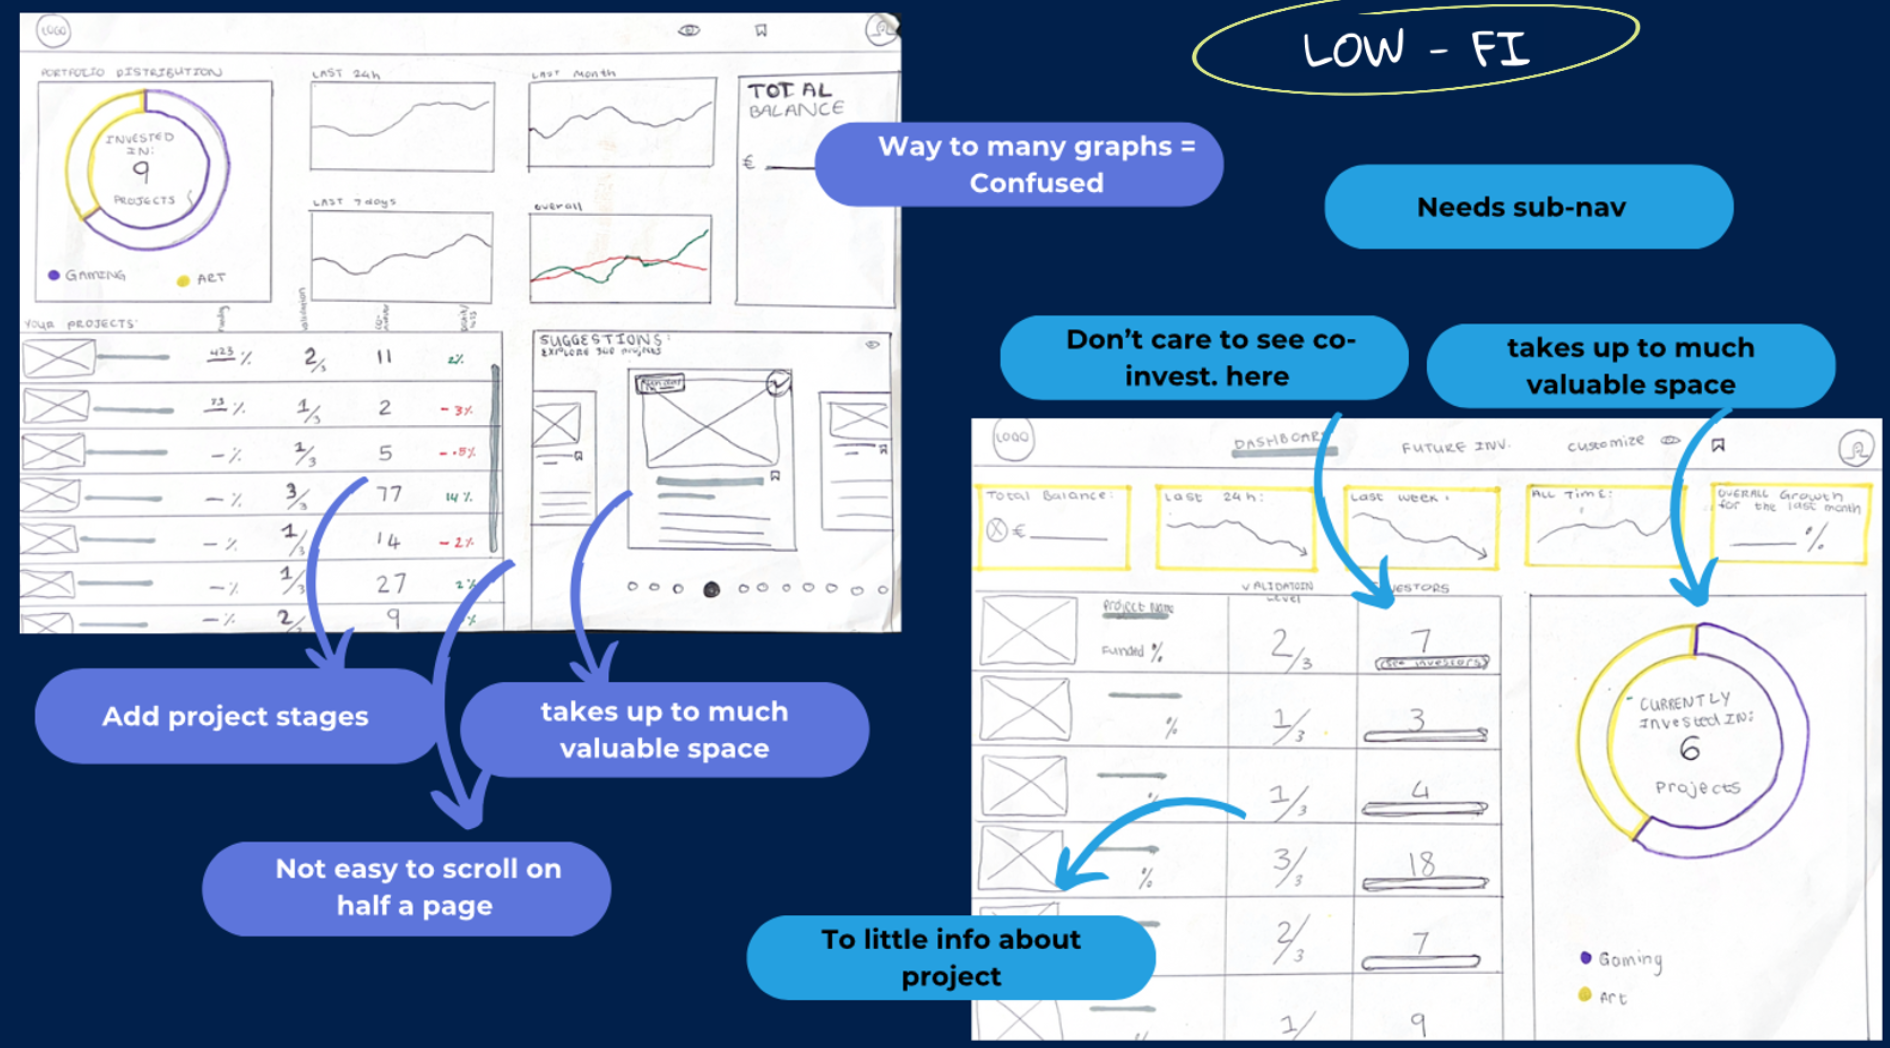 LOW - FI
LOGO
PORTFOLIO DISTRIBUTION
INVESTED
IN:
9
PROJECTS
GAMING
ART
LAST 24h
LAST Month
LAST 7 days
overall
TOTAL
BALANCE
€
Way to many graphs =
Confused
Needs sub-nav
YOUR PROJECTS:
validation
423 % 2/3 11 2%
73 % 1/3 2 - 3%
- % 1/3 5 - .5%
- % 3/3 77 14 %
- % 1/3 14 - 2%
- % 1/3 27 2%
- % 2/ 9 %
SUGGESTIONS:
EXPLORE 360 projects
Add project stages
takes up to much
valuable space
Not easy to scroll on
half a page
Don’t care to see co-
invest. here
takes up to much
valuable space
LOGO
DASHBOARD
FUTURE INV.
customize
Total Balance:
€
Last 24h:
Last week:
ALL TIME:
OVERALL Growth
for the last month
%
VALIDATOIN
Level
VESTORS
Project Name
Funded %
2/3
7
(see investors)
%
1/3
3
%
1/3
4
%
3/3
18
2/3
7
1/
9
CURRENTLY
Invested IN:
6
Projects
Gaming
Art
To little info about
project